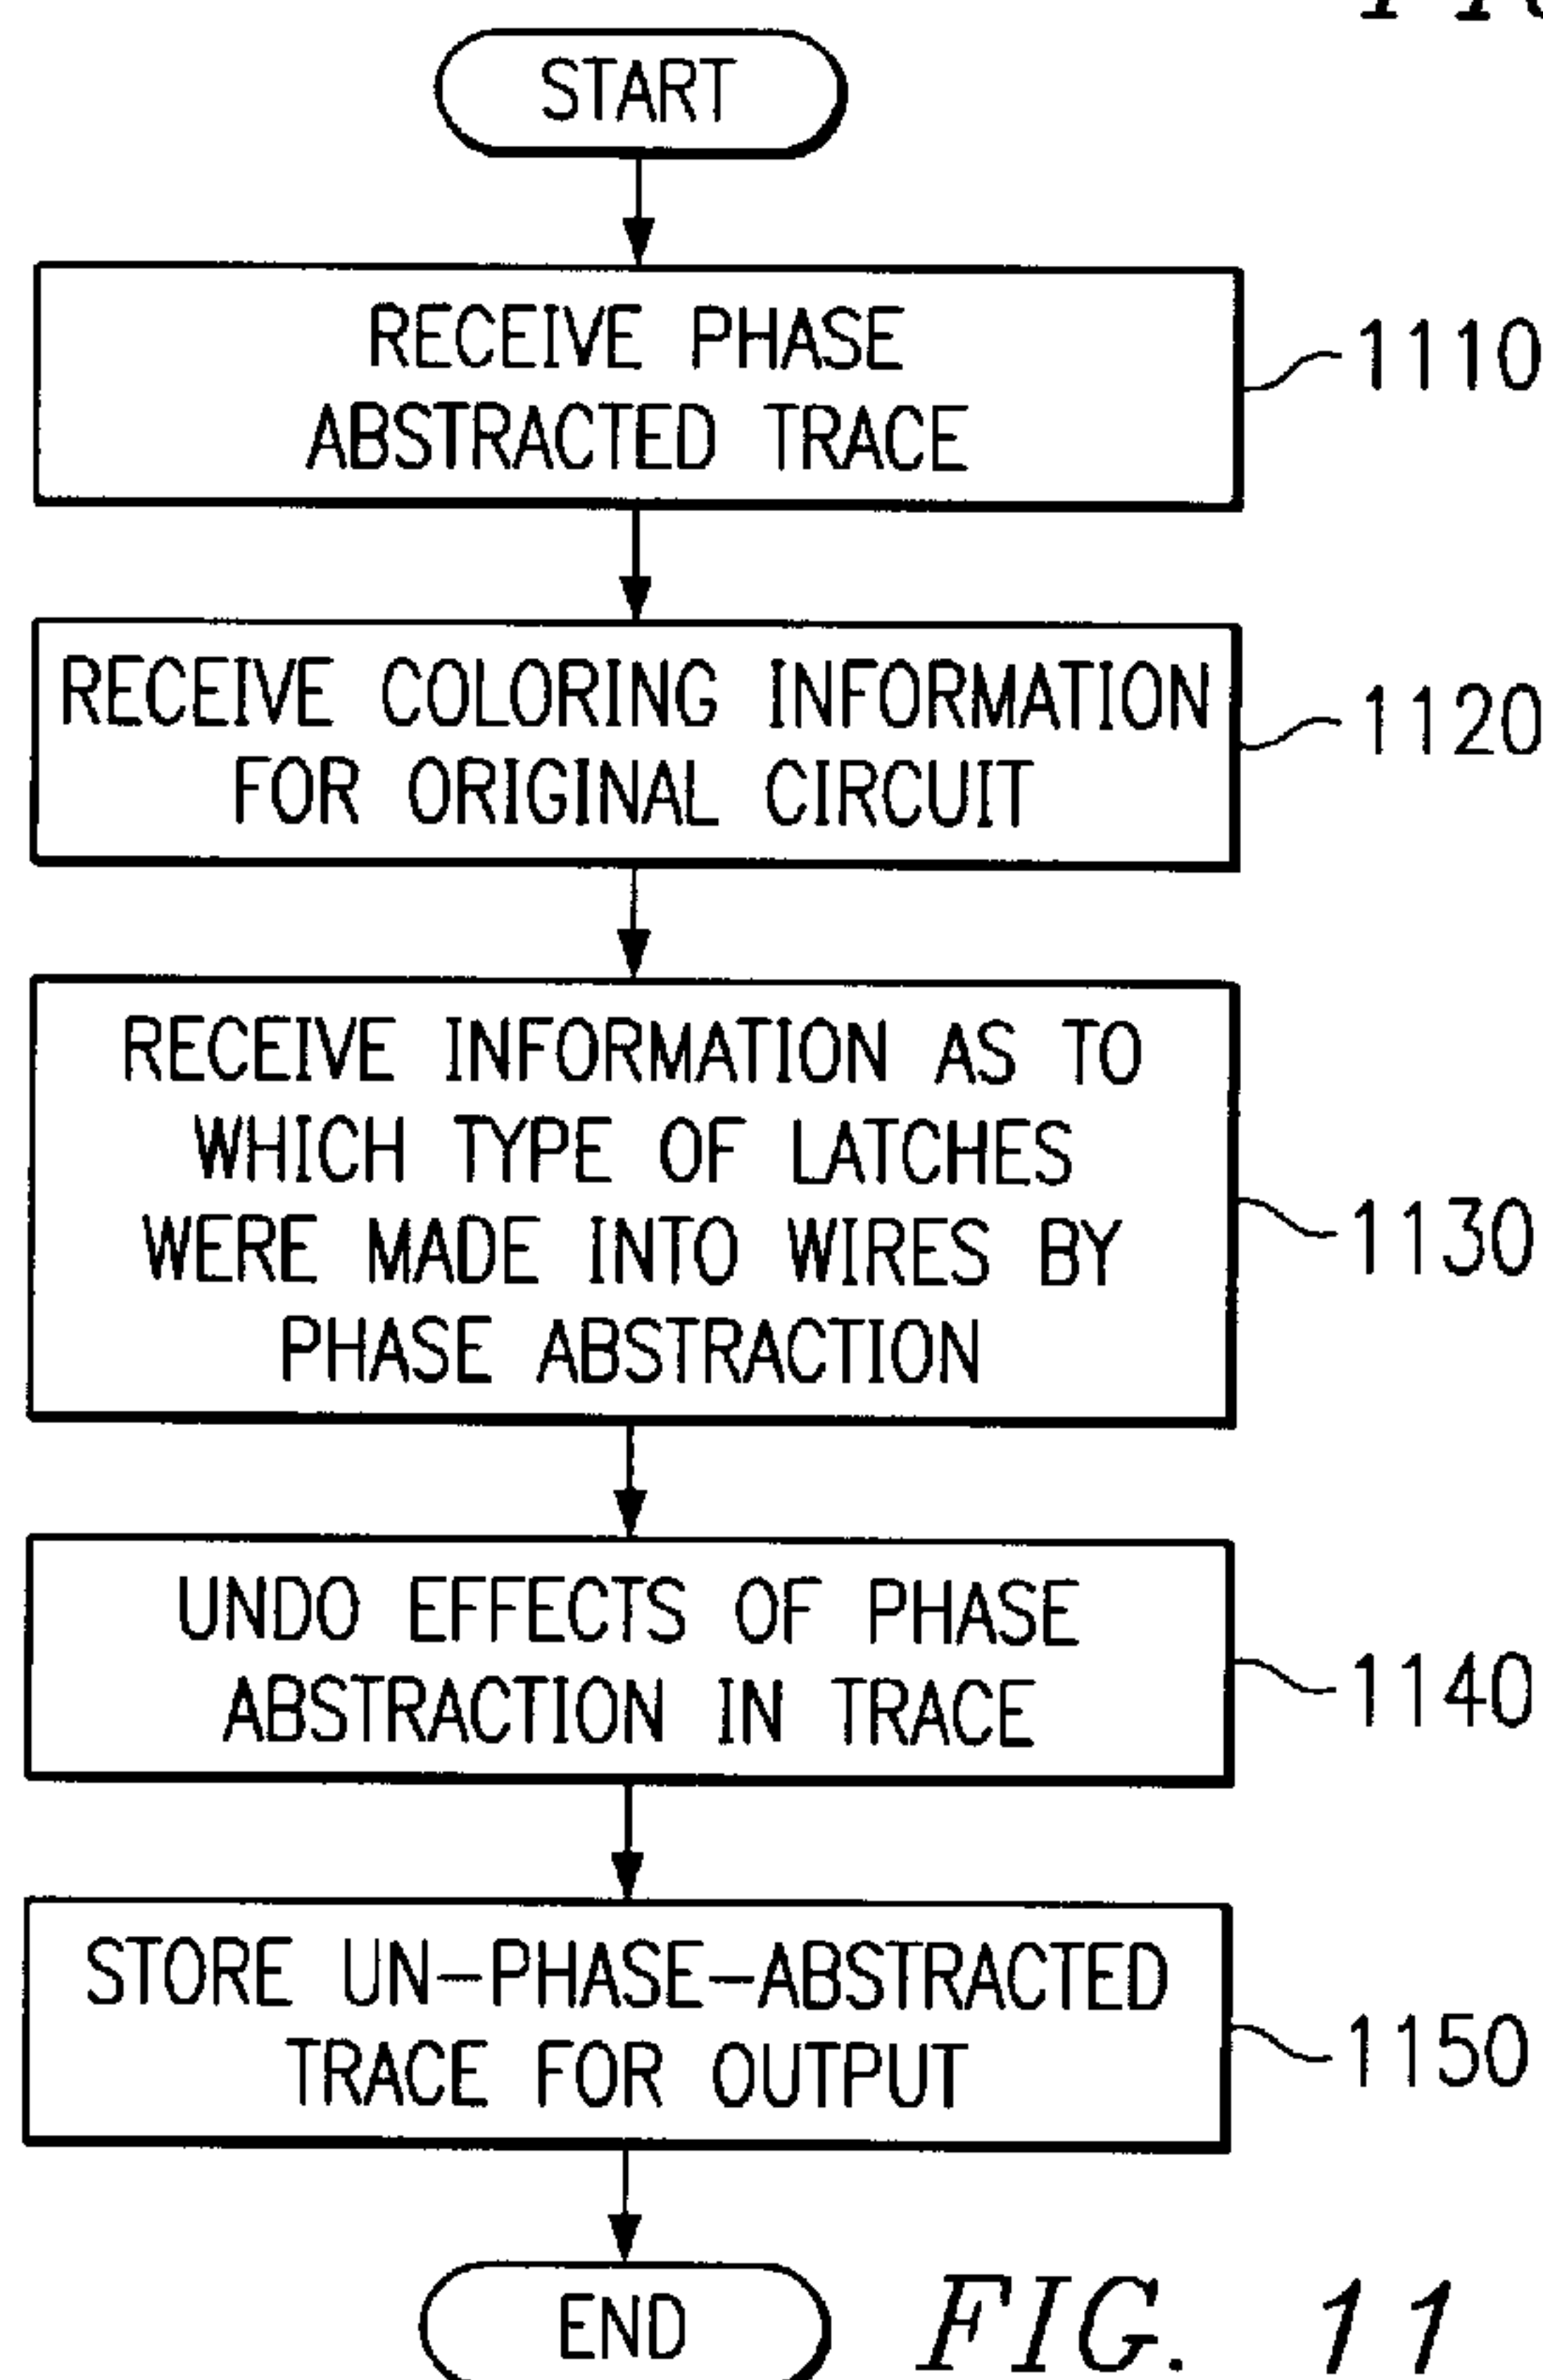 START
RECEIVE PHASE
ABSTRACTED TRACE
1110
RECEIVE COLORING INFORMATION
FOR ORIGINAL CIRCUIT
1120
RECEIVE INFORMATION AS TO
WHICH TYPE OF LATCHES
WERE MADE INTO WIRES BY
PHASE ABSTRACTION
1130
UNDO EFFECTS OF PHASE
ABSTRACTION IN TRACE
1140
STORE UN-PHASE-ABSTRACTED
TRACE FOR OUTPUT
1150
END
FIG. 11